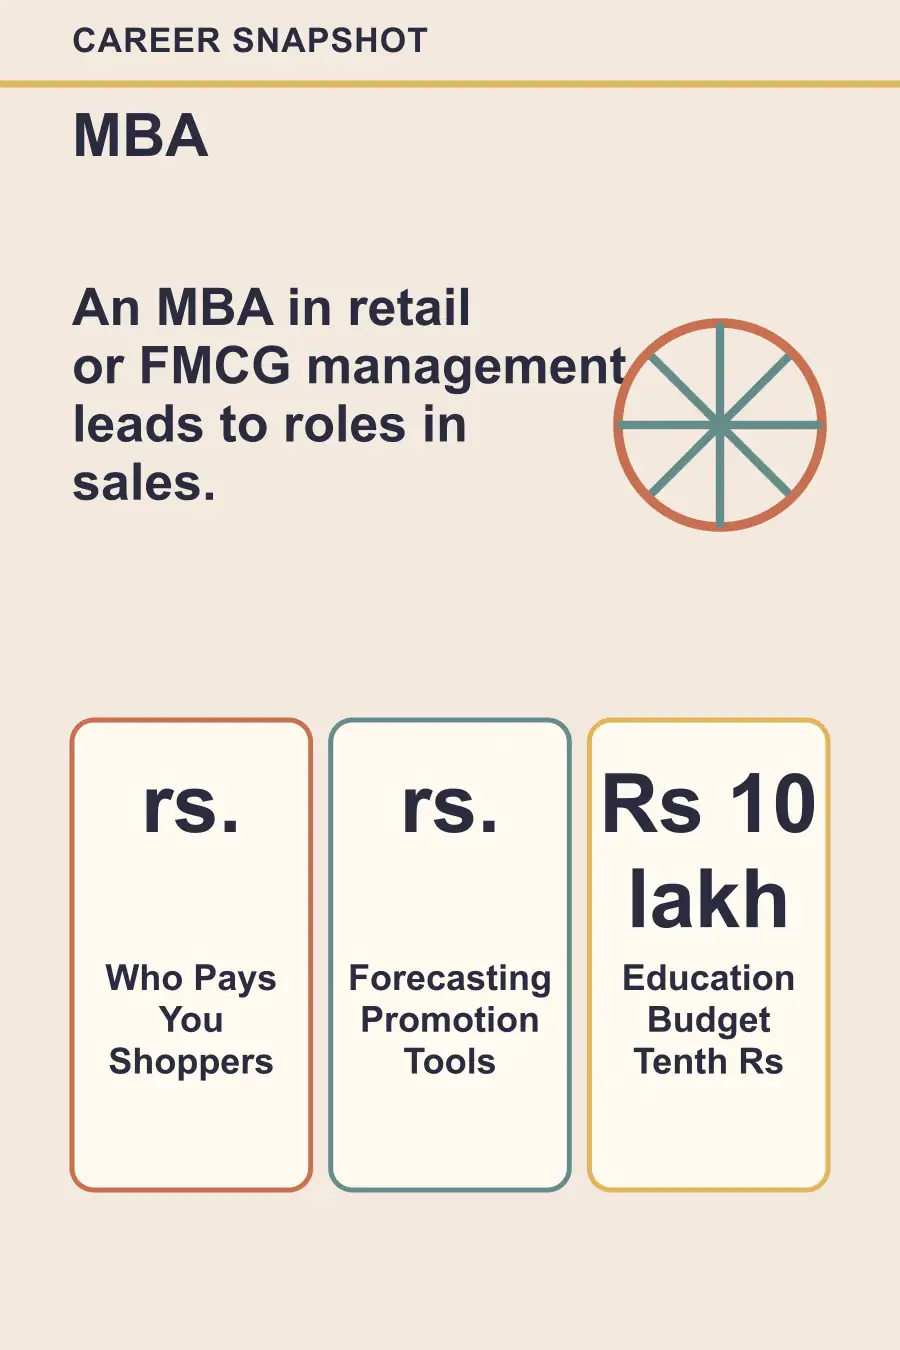 CAREER SNAPSHOT
MBA
An MBA in retail
or FMCG management
leads to roles in
sales.
rs.
Who Pays
You
Shoppers
rs.
Forecasting
Promotion
Tools
Rs 10
lakh
Education
Budget
Tenth Rs